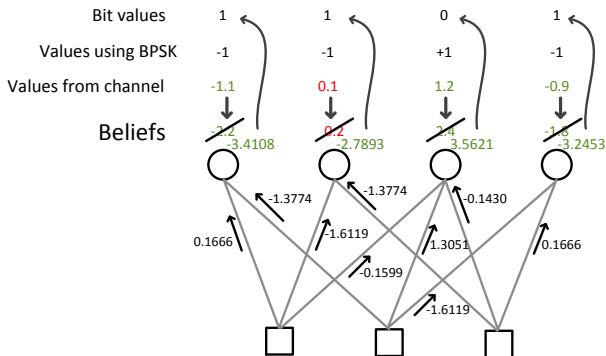 Bit values 1 1 0 1
Values using BPSK -1 -1 +1 -1
Values from channel -1.1 0.1 1.2 -0.9
Beliefs -2.2 0.2 2.4 -1.8
-3.4108 -2.7893 3.5621 -3.2453
-1.3774 -1.3774 -0.1430
0.1666 -1.6119 1.3051 0.1666
-0.1599
-1.6119